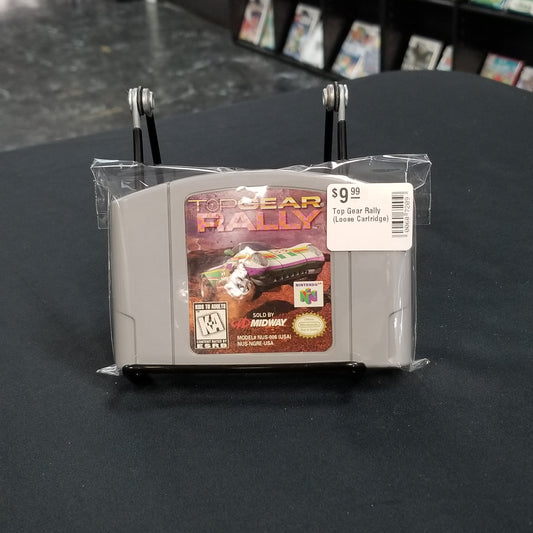 TOP GEAR
RALLY
$9.99
Top Gear Rally
(Loose Cartridge)
NINTENDO 64
KIDS TO ADULTS
K-A
CONTENT RATED BY
ESRB
SOLD BY
MIDWAY
MODEL# NUS-006 (USA)
NUS-NGRE-USA